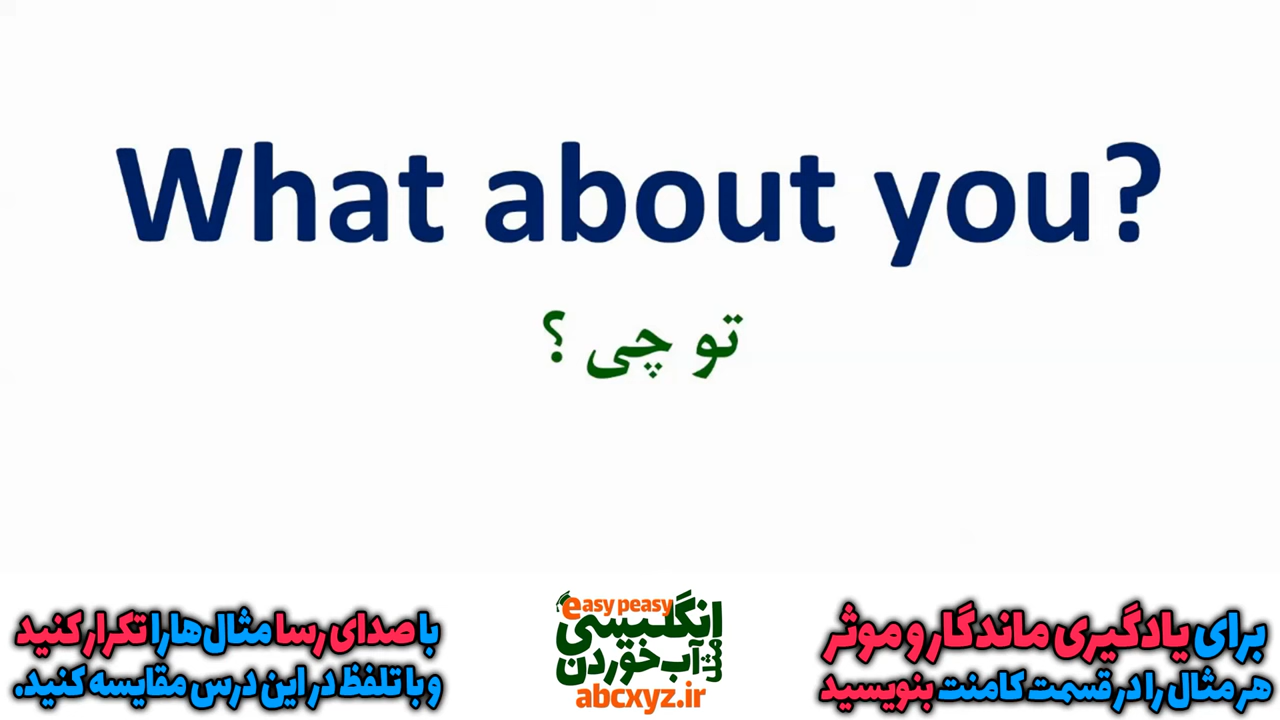 What about you?
تو چی ؟
برای یادگیری ماندگار و موثر
هر مثال را در قسمت کامنت بنویسید
easy peasy
انگلیسی
مثل آب خوردن
abcxyz.ir
با صدای رسا مثال‌ها را تکرار کنید
و با تلفظ در این درس مقایسه کنید.